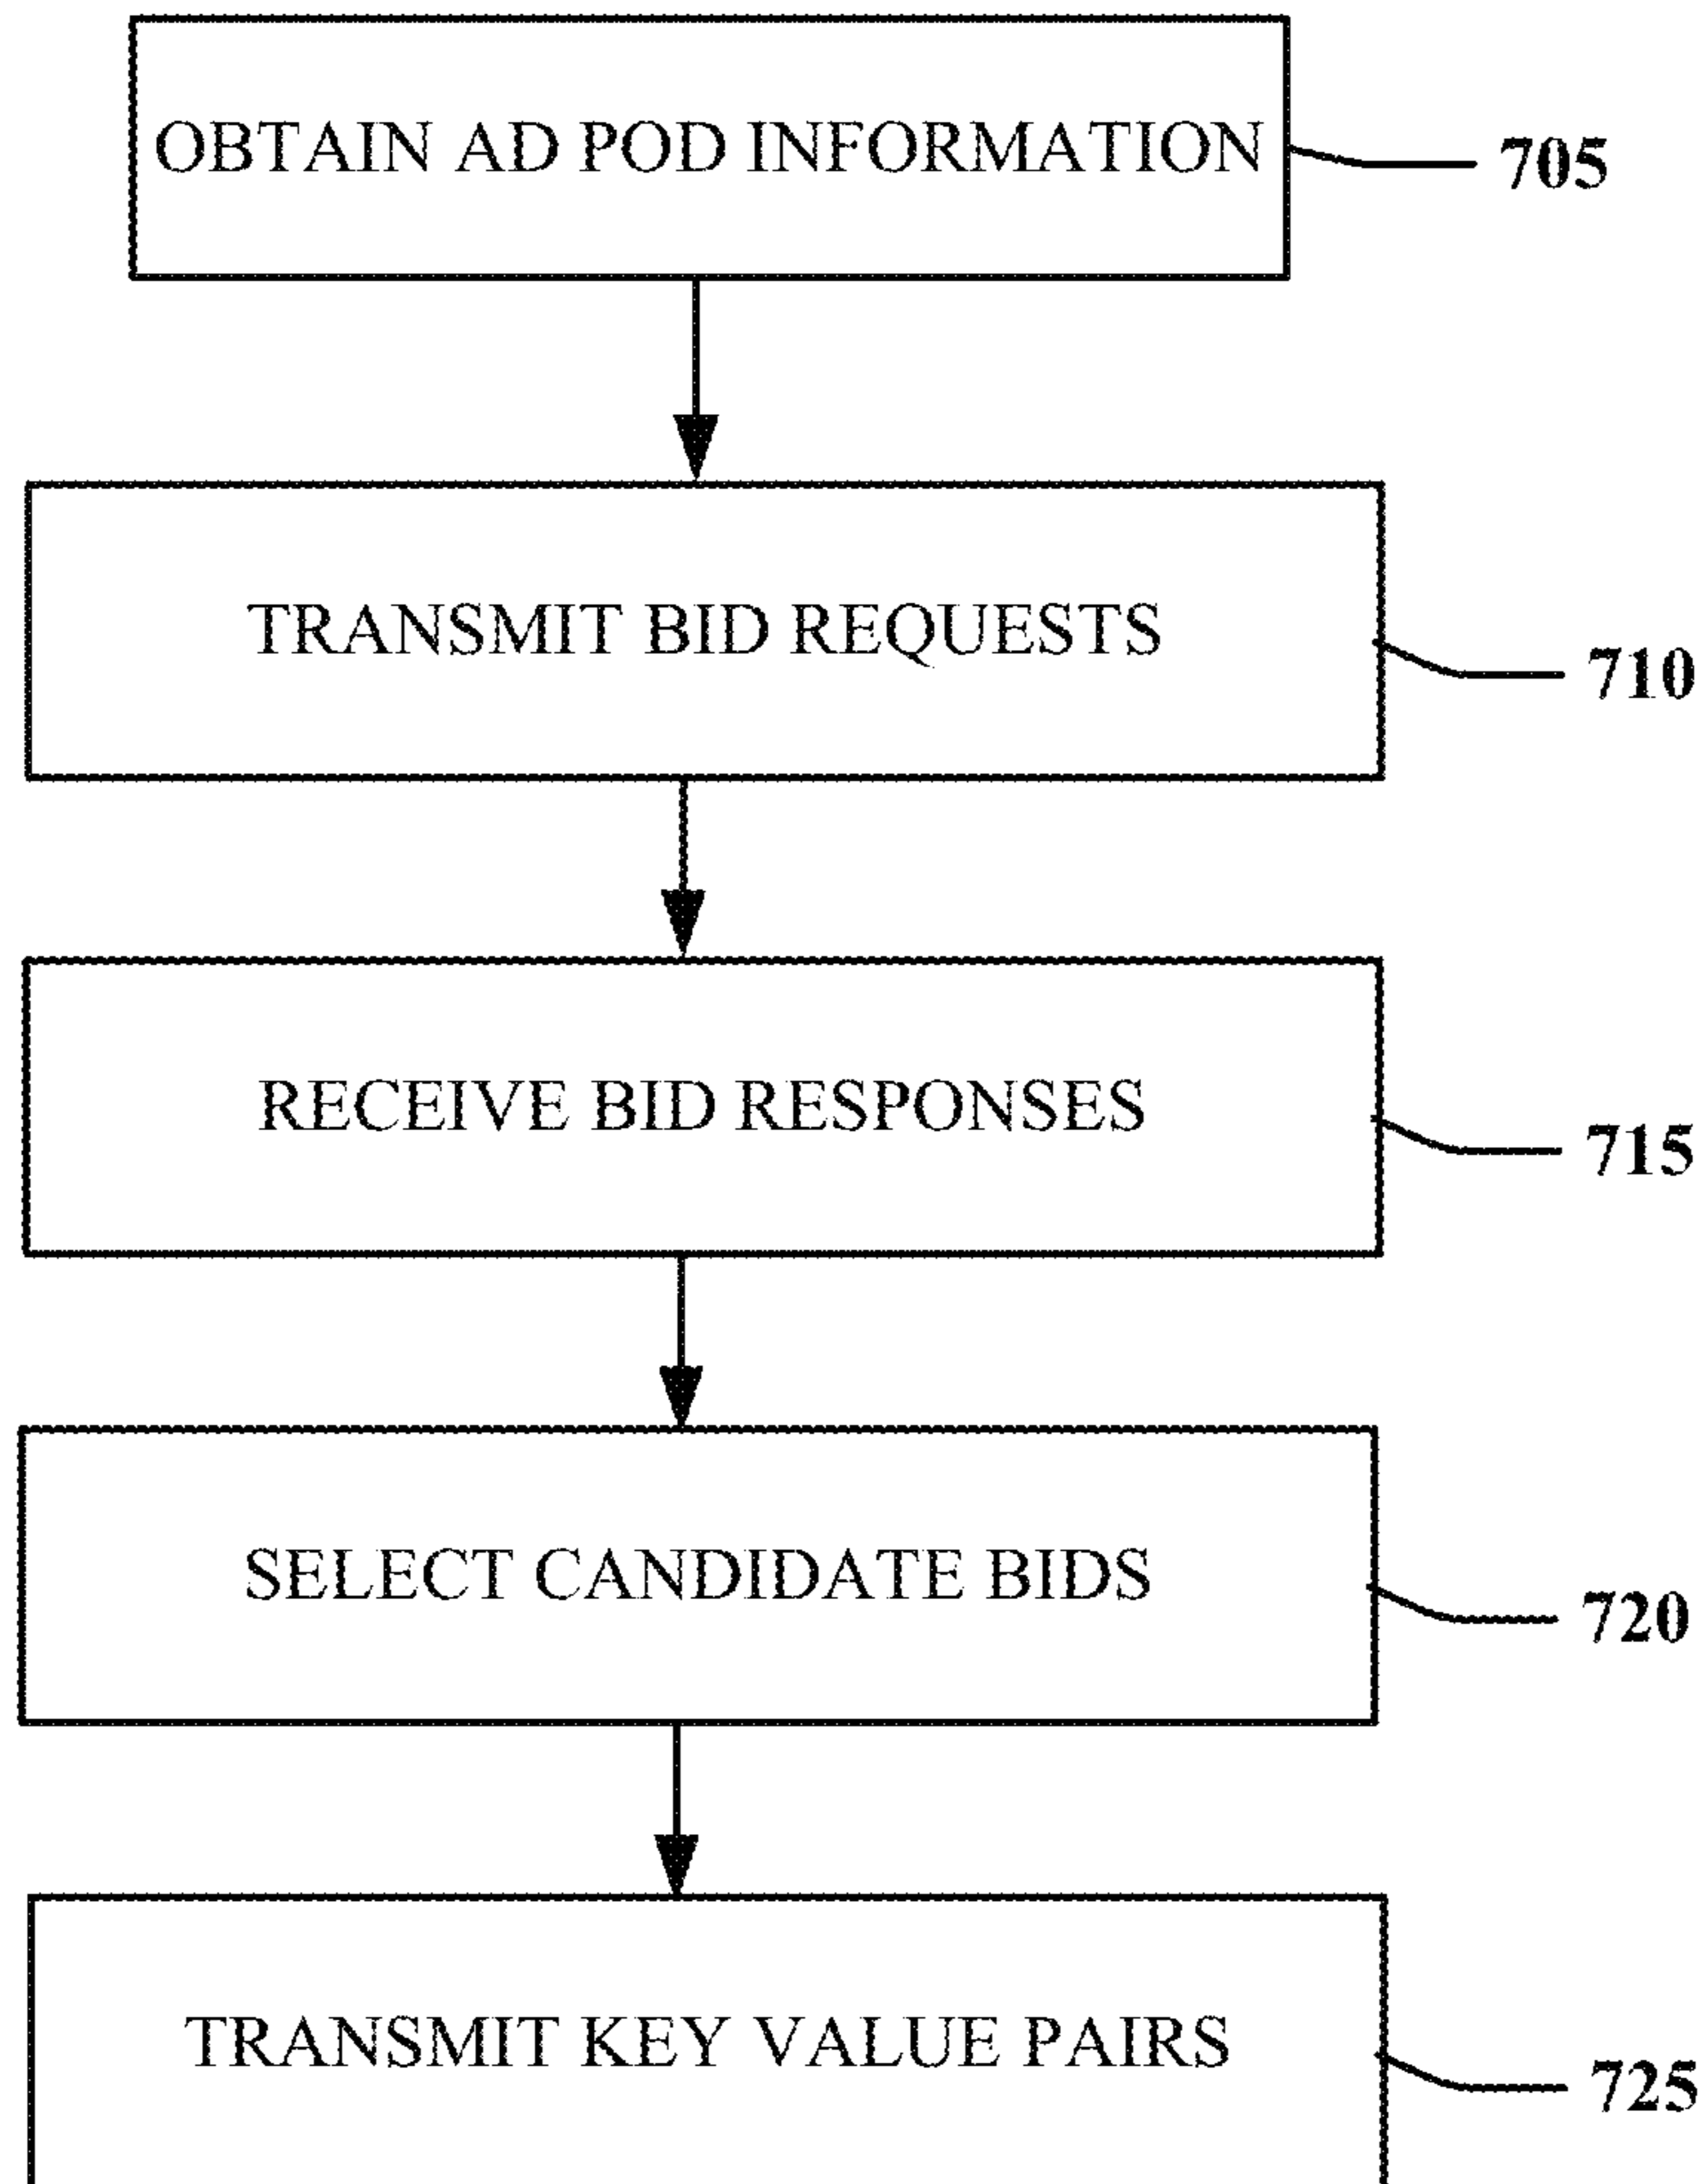 OBTAIN AD POD INFORMATION
705
TRANSMIT BID REQUESTS
710
RECEIVE BID RESPONSES
715
SELECT CANDIDATE BIDS
720
TRANSMIT KEY VALUE PAIRS
725